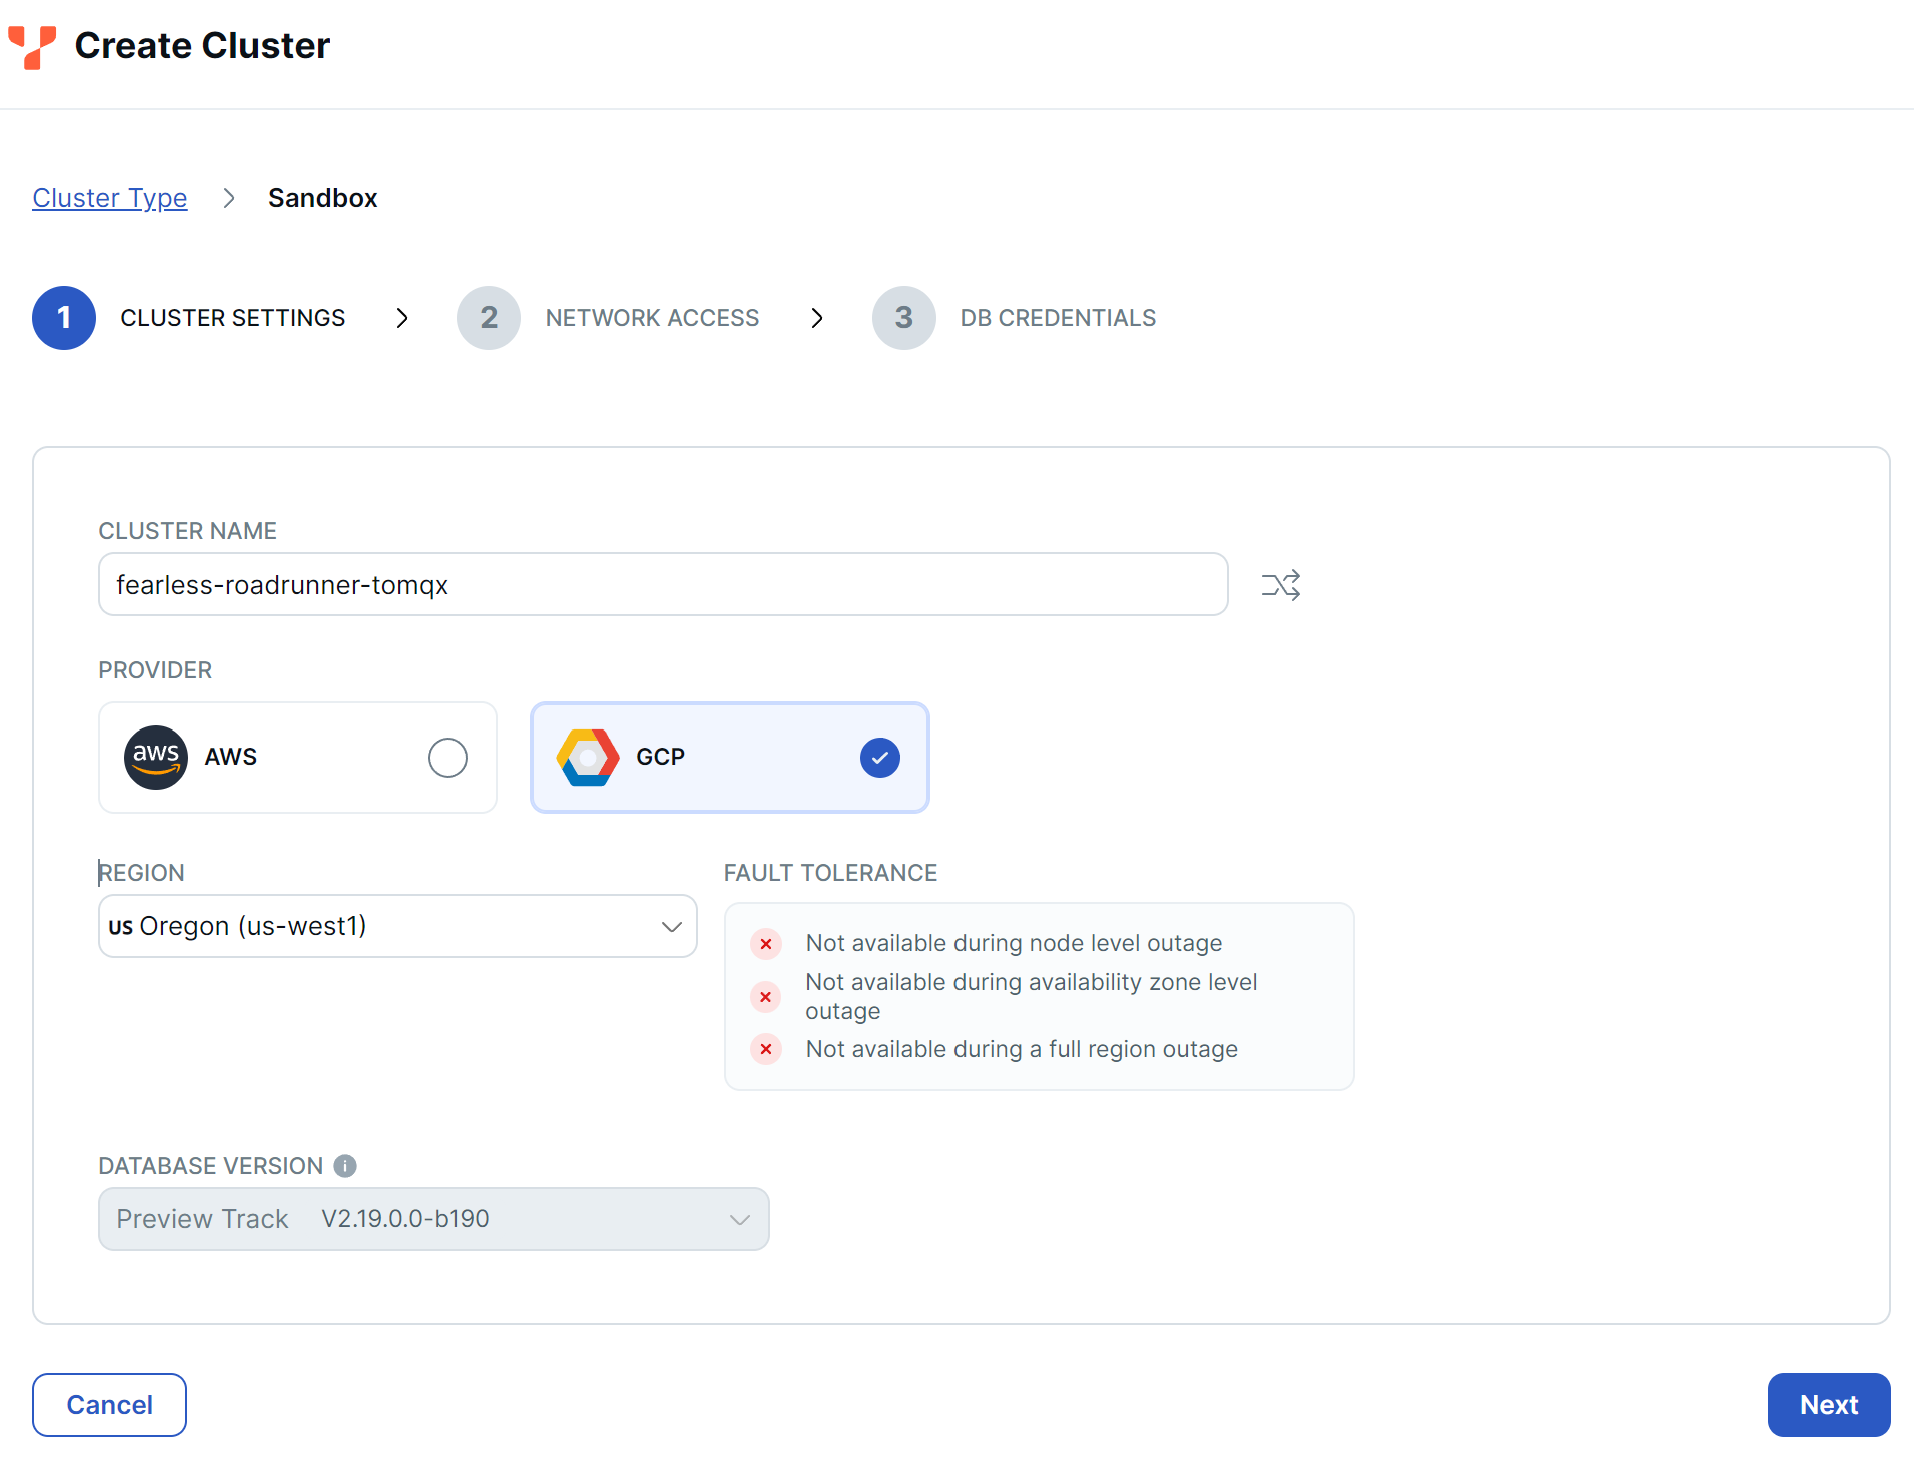 Create Cluster
Cluster Type > Sandbox
1 CLUSTER SETTINGS > 2 NETWORK ACCESS > 3 DB CREDENTIALS
CLUSTER NAME
fearless-roadrunner-tomqx
PROVIDER
aws AWS
GCP
REGION
US Oregon (us-west1)
FAULT TOLERANCE
Not available during node level outage
Not available during availability zone level
outage
Not available during a full region outage
DATABASE VERSION i
Preview Track V2.19.0.0-b190
Cancel
Next